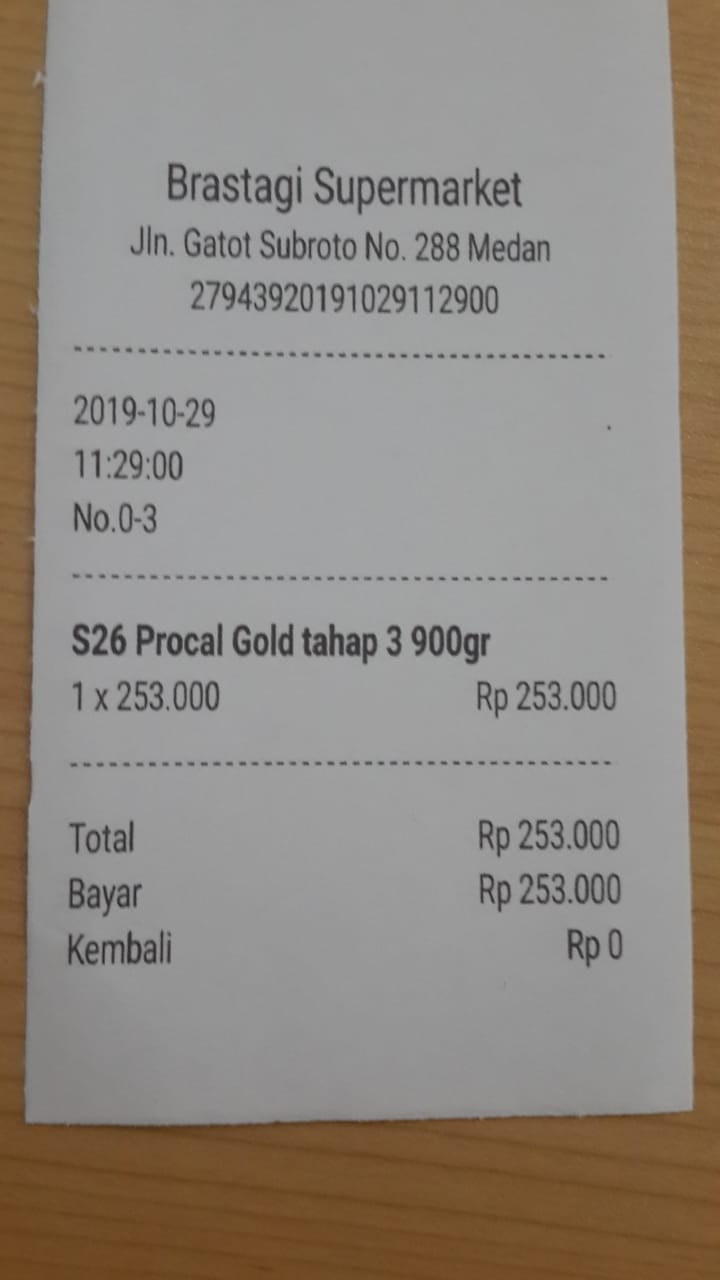 Brastagi Supermarket
Jln. Gatot Subroto No. 288 Medan
27943920191029112900
2019-10-29
11:29:00
No.0-3
S26 Procal Gold tahap 3 900gr
1 x 253.000 Rp 253.000
Total Rp 253.000
Bayar Rp 253.000
Kembali Rp 0